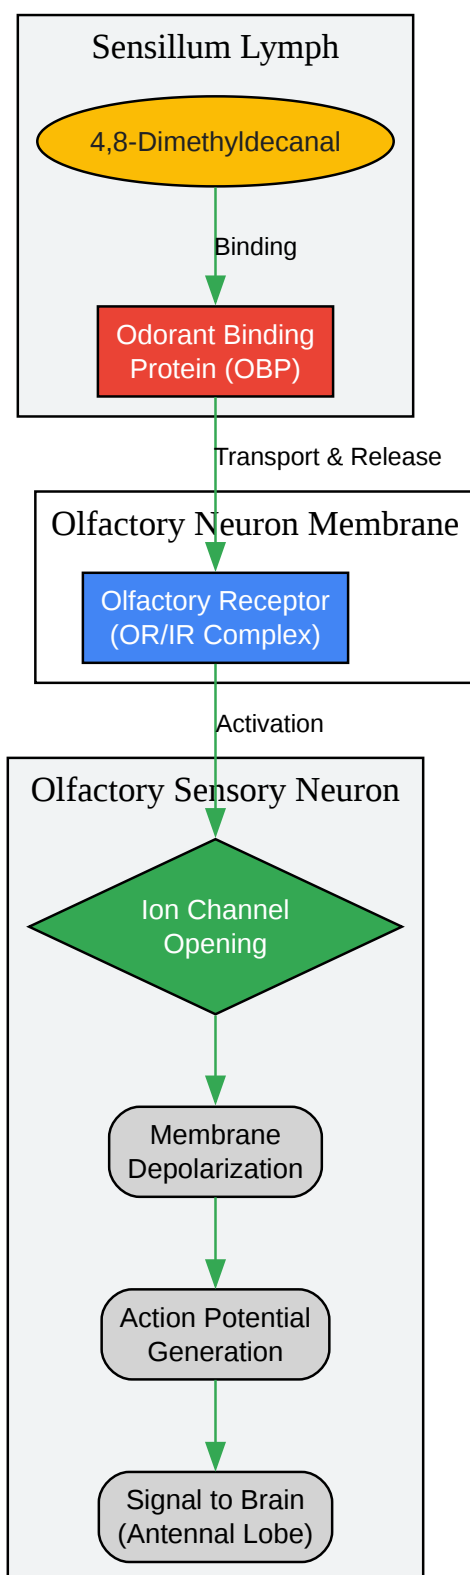 Sensillum Lymph
4,8-Dimethyldecanal
Binding
Odorant Binding
Protein (OBP)
Transport & Release
Olfactory Neuron Membrane
Olfactory Receptor
(OR/IR Complex)
Activation
Olfactory Sensory Neuron
Ion Channel
Opening
Membrane
Depolarization
Action Potential
Generation
Signal to Brain
(Antennal Lobe)